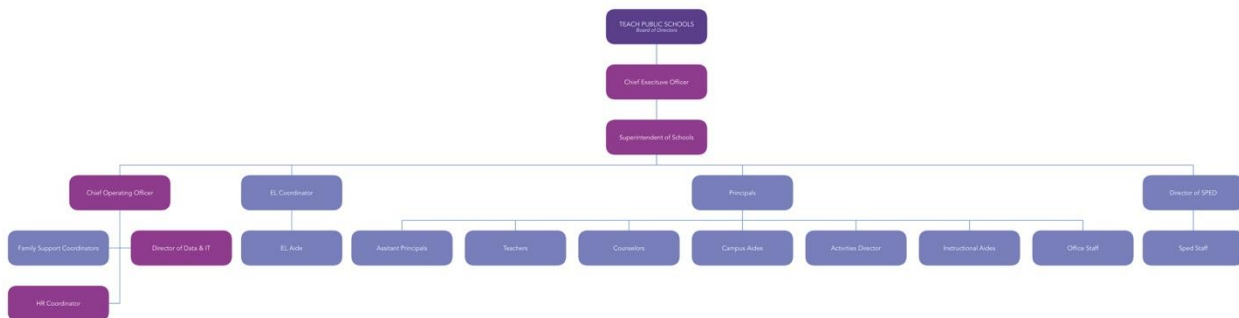 TEACH PUBLIC SCHOOLS
Board of Directors
Chief Execituve Officer
Superintendent of Schools
Chief Operating Officer
EL Coordinator
Principals
Director of SPED
Family Support Coordinators
Director of Data & IT
EL Aide
Assitant Principals
Teachers
Counselors
Campus Aides
Activities Director
Instructional Aides
Office Staff
Sped Staff
HR Coordinator